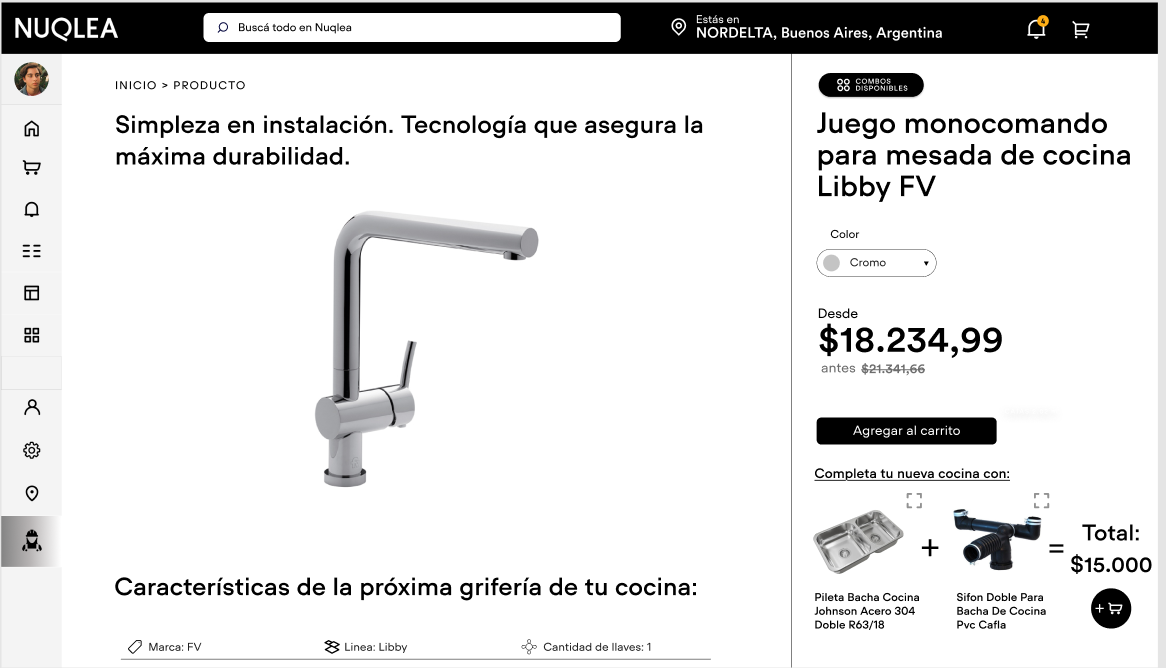 NUQLEA
Buscá todo en Nuqlea
Estás en
NORDELTA, Buenos Aires, Argentina
4
INICIO > PRODUCTO
Simpleza en instalación. Tecnología que asegura la
máxima durabilidad.
Características de la próxima grifería de tu cocina:
Marca: FV
Linea: Libby
Cantidad de llaves: 1
COMBOS
DISPONIBLES
Juego monocomando
para mesada de cocina
Libby FV
Color
Cromo
Desde
$18.234,99
antes $21.341,66
Agregar al carrito
Completa tu nueva cocina con:
+
=
Total:
$15.000
Pileta Bacha Cocina
Johnson Acero 304
Doble R63/18
Sifon Doble Para
Bacha De Cocina
Pvc Cafla
+